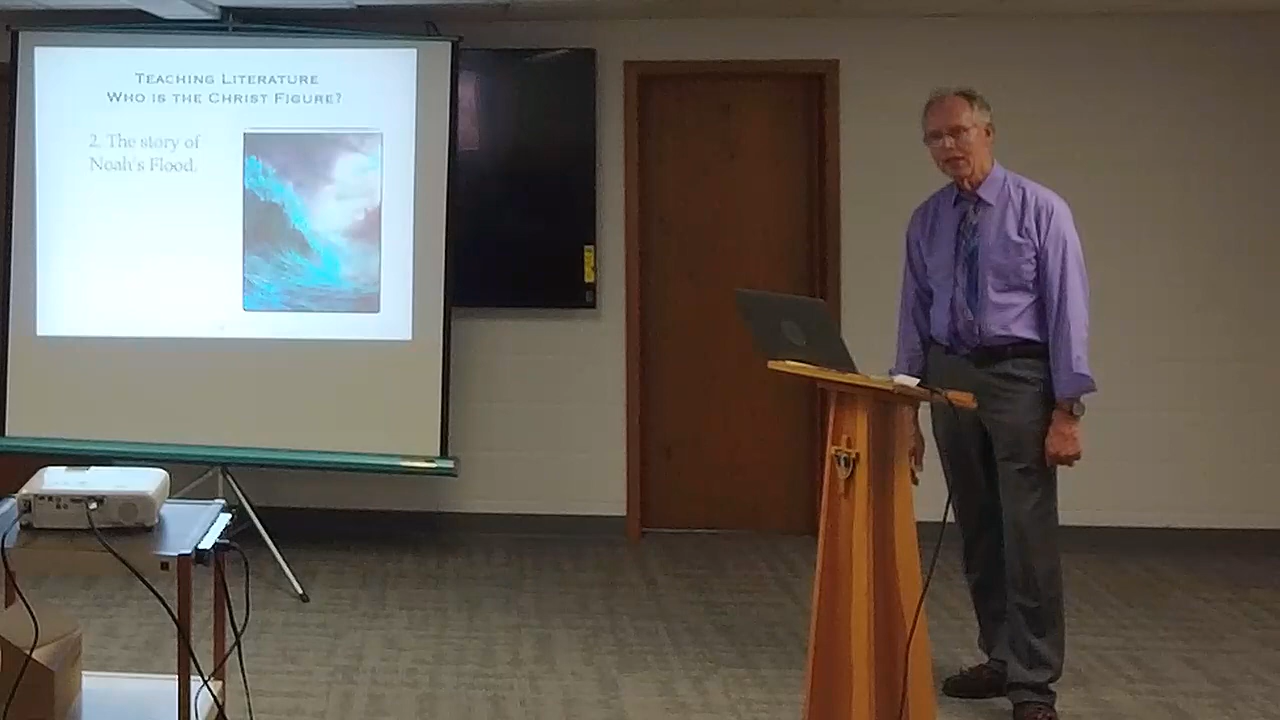 Teaching Literature
Who is the Christ Figure?
2. The story of
Noah's Flood.